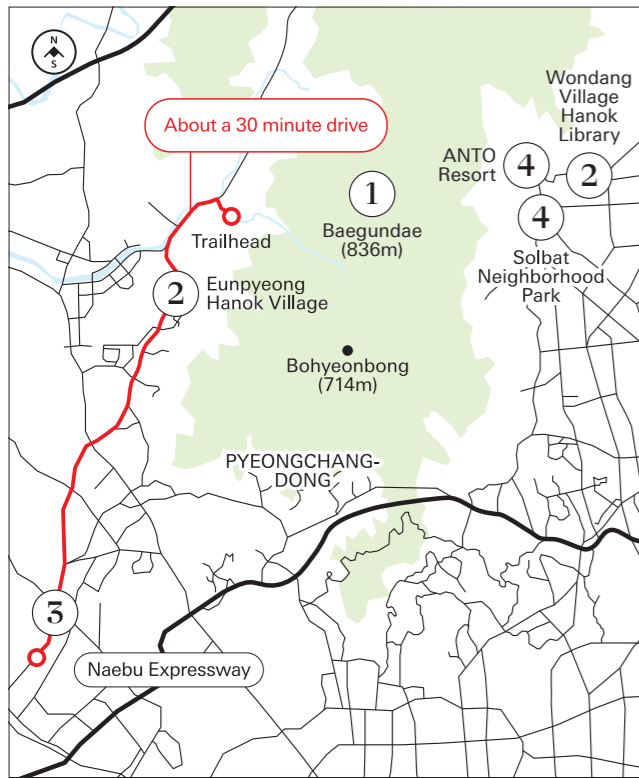 N
S
About a 30 minute drive
Wondang
Village
Hanok
Library
ANTO
Resort
4
2
4
Solbat
Neighborhood
Park
1
Baegundae
(836m)
Trailhead
2
Eunpyeong
Hanok Village
Bohyeonbong
(714m)
PYEONGCHANG-
DONG
3
Naebu Expressway